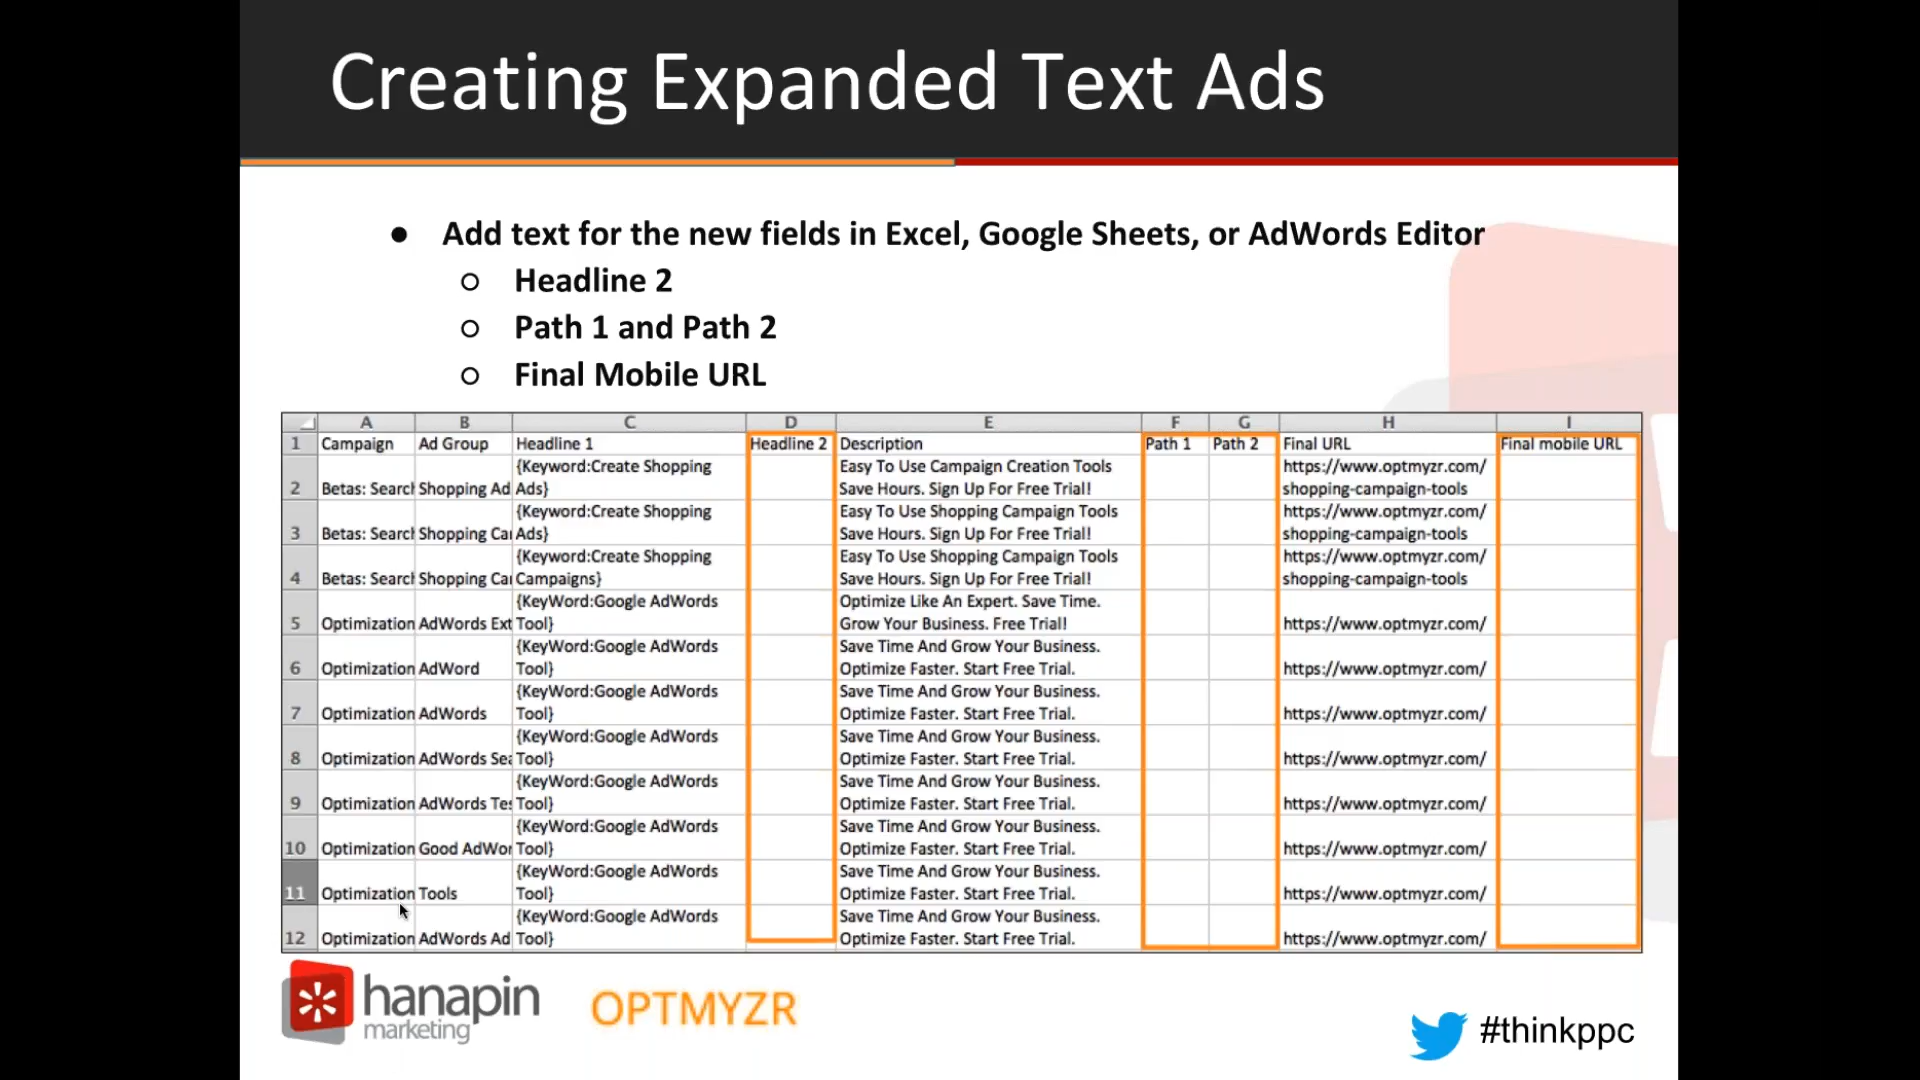 Creating Expanded Text Ads
● Add text for the new fields in Excel, Google Sheets, or AdWords Editor
○ Headline 2
○ Path 1 and Path 2
○ Final Mobile URL
A B C D E F G H I
1 Campaign Ad Group Headline 1 Headline 2 Description Path 1 Path 2 Final URL Final mobile URL
{Keyword:Create Shopping Easy To Use Campaign Creation Tools https://www.optmyzr.com/
2 Betas: Search Shopping Ad Ads} Save Hours. Sign Up For Free Trial! shopping-campaign-tools
{Keyword:Create Shopping Easy To Use Shopping Campaign Tools https://www.optmyzr.com/
3 Betas: Search Shopping Ca Ads} Save Hours. Sign Up For Free Trial! shopping-campaign-tools
{Keyword:Create Shopping Easy To Use Shopping Campaign Tools https://www.optmyzr.com/
4 Betas: Search Shopping Ca Campaigns} Save Hours. Sign Up For Free Trial! shopping-campaign-tools
{KeyWord:Google AdWords Optimize Like An Expert. Save Time.
5 Optimization AdWords Ext Tool} Grow Your Business. Free Trial! https://www.optmyzr.com/
{KeyWord:Google AdWords Save Time And Grow Your Business.
6 Optimization AdWord Tool} Optimize Faster. Start Free Trial. https://www.optmyzr.com/
{KeyWord:Google AdWords Save Time And Grow Your Business.
7 Optimization AdWords Tool} Optimize Faster. Start Free Trial. https://www.optmyzr.com/
{KeyWord:Google AdWords Save Time And Grow Your Business.
8 Optimization AdWords Sea Tool} Optimize Faster. Start Free Trial. https://www.optmyzr.com/
{KeyWord:Google AdWords Save Time And Grow Your Business.
9 Optimization AdWords Tes Tool} Optimize Faster. Start Free Trial. https://www.optmyzr.com/
{KeyWord:Google AdWords Save Time And Grow Your Business.
10 Optimization Good AdWor Tool} Optimize Faster. Start Free Trial. https://www.optmyzr.com/
{KeyWord:Google AdWords Save Time And Grow Your Business.
11 Optimization Tools Tool} Optimize Faster. Start Free Trial. https://www.optmyzr.com/
{KeyWord:Google AdWords Save Time And Grow Your Business.
12 Optimization AdWords Ad Tool} Optimize Faster. Start Free Trial. https://www.optmyzr.com/
hanapin
marketing
OPTMYZR
#thinkppc